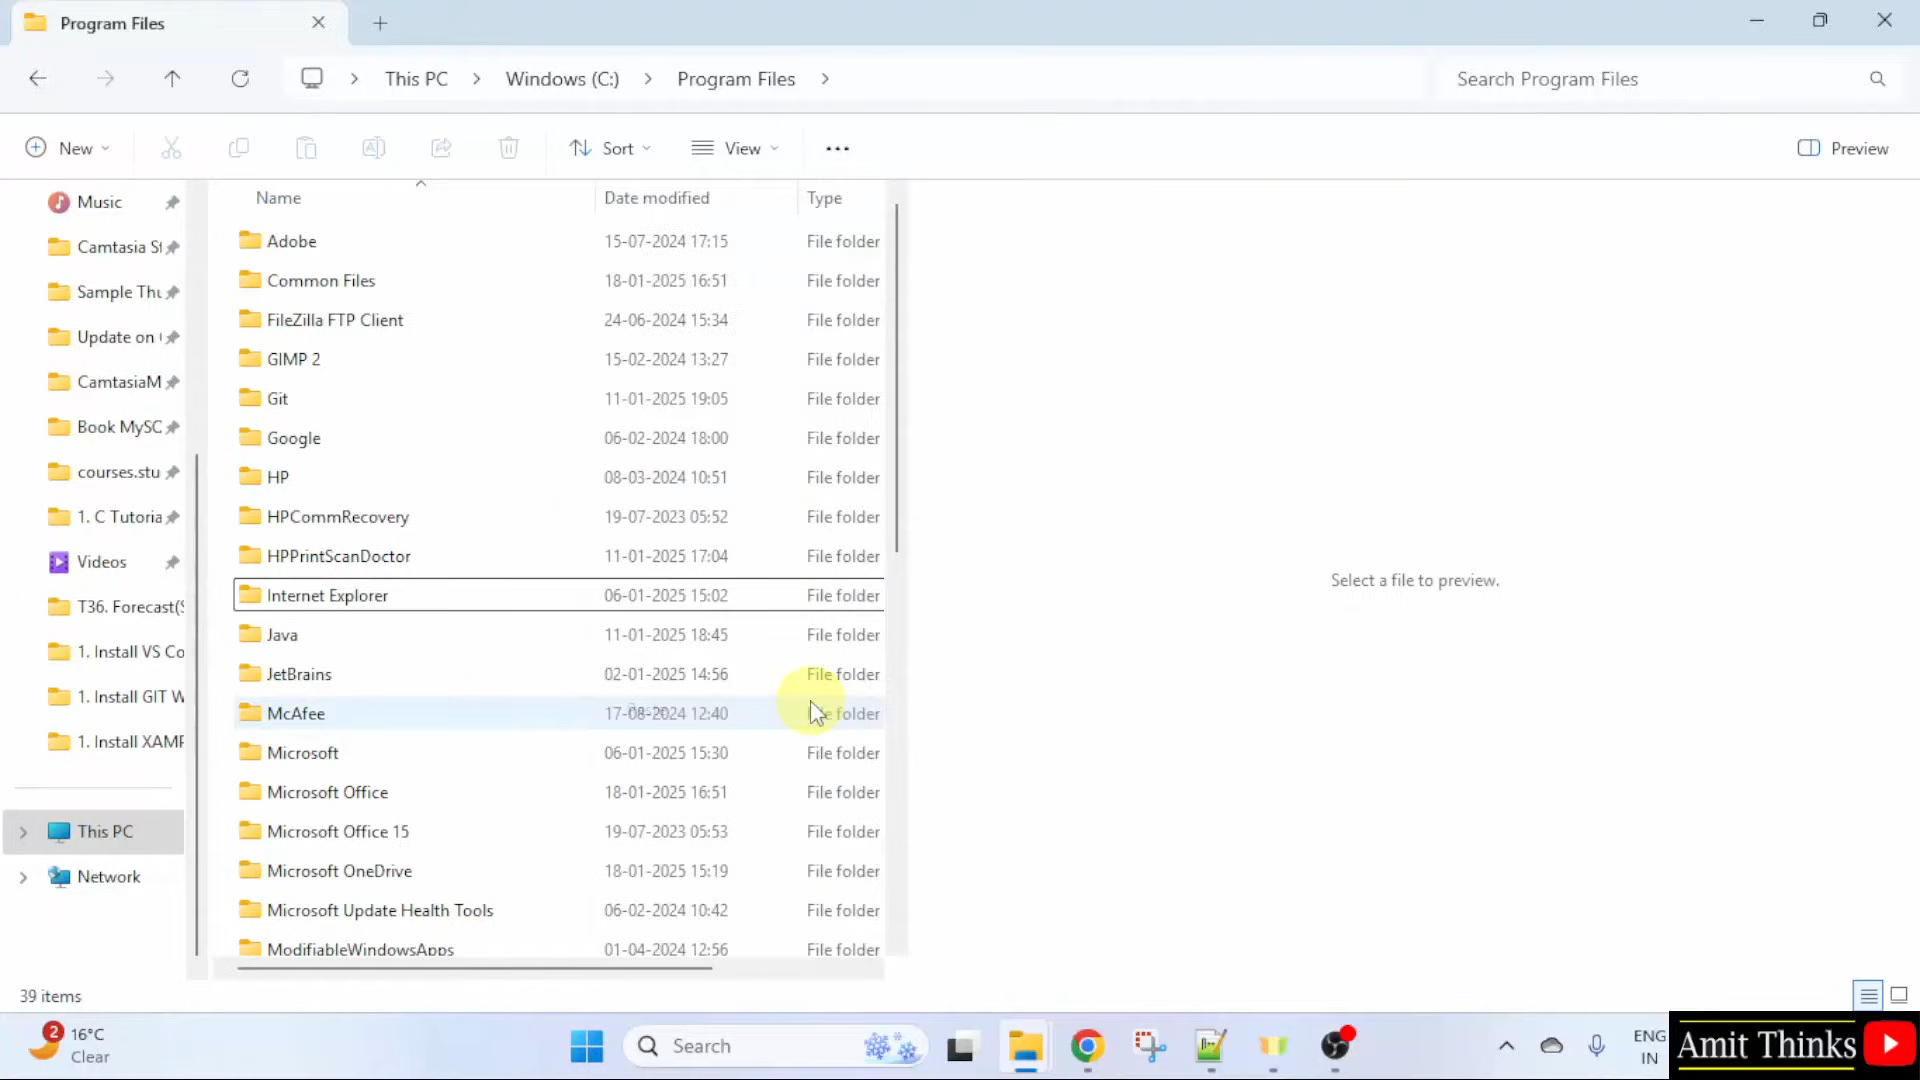 Program Files
This PC
Windows (C:)
Program Files
Search Program Files
New
Sort
View
Preview
Music
Camtasia St
Sample Thu
Update on
CamtasiaM
Book MySC
courses.stu
1. C Tutoria
Videos
T36. Forecast(S
1. Install VS Co
1. Install GIT W
1. Install XAMP
This PC
Network
Name Date modified Type
Adobe 15-07-2024 17:15 File folder
Common Files 18-01-2025 16:51 File folder
FileZilla FTP Client 24-06-2024 15:34 File folder
GIMP 2 15-02-2024 13:27 File folder
Git 11-01-2025 19:05 File folder
Google 06-02-2024 18:00 File folder
HP 08-03-2024 10:51 File folder
HPCommRecovery 19-07-2023 05:52 File folder
HPPrintScanDoctor 11-01-2025 17:04 File folder
Internet Explorer 06-01-2025 15:02 File folder
Java 11-01-2025 18:45 File folder
JetBrains 02-01-2025 14:56 File folder
McAfee 17-08-2024 12:40 File folder
Microsoft 06-01-2025 15:30 File folder
Microsoft Office 18-01-2025 16:51 File folder
Microsoft Office 15 19-07-2023 05:53 File folder
Microsoft OneDrive 18-01-2025 15:19 File folder
Microsoft Update Health Tools 06-02-2024 10:42 File folder
ModifiableWindowsApps 01-04-2024 12:56 File folder
Select a file to preview.
39 items
2
16°C
Clear
Search
ENG
IN
Amit Thinks